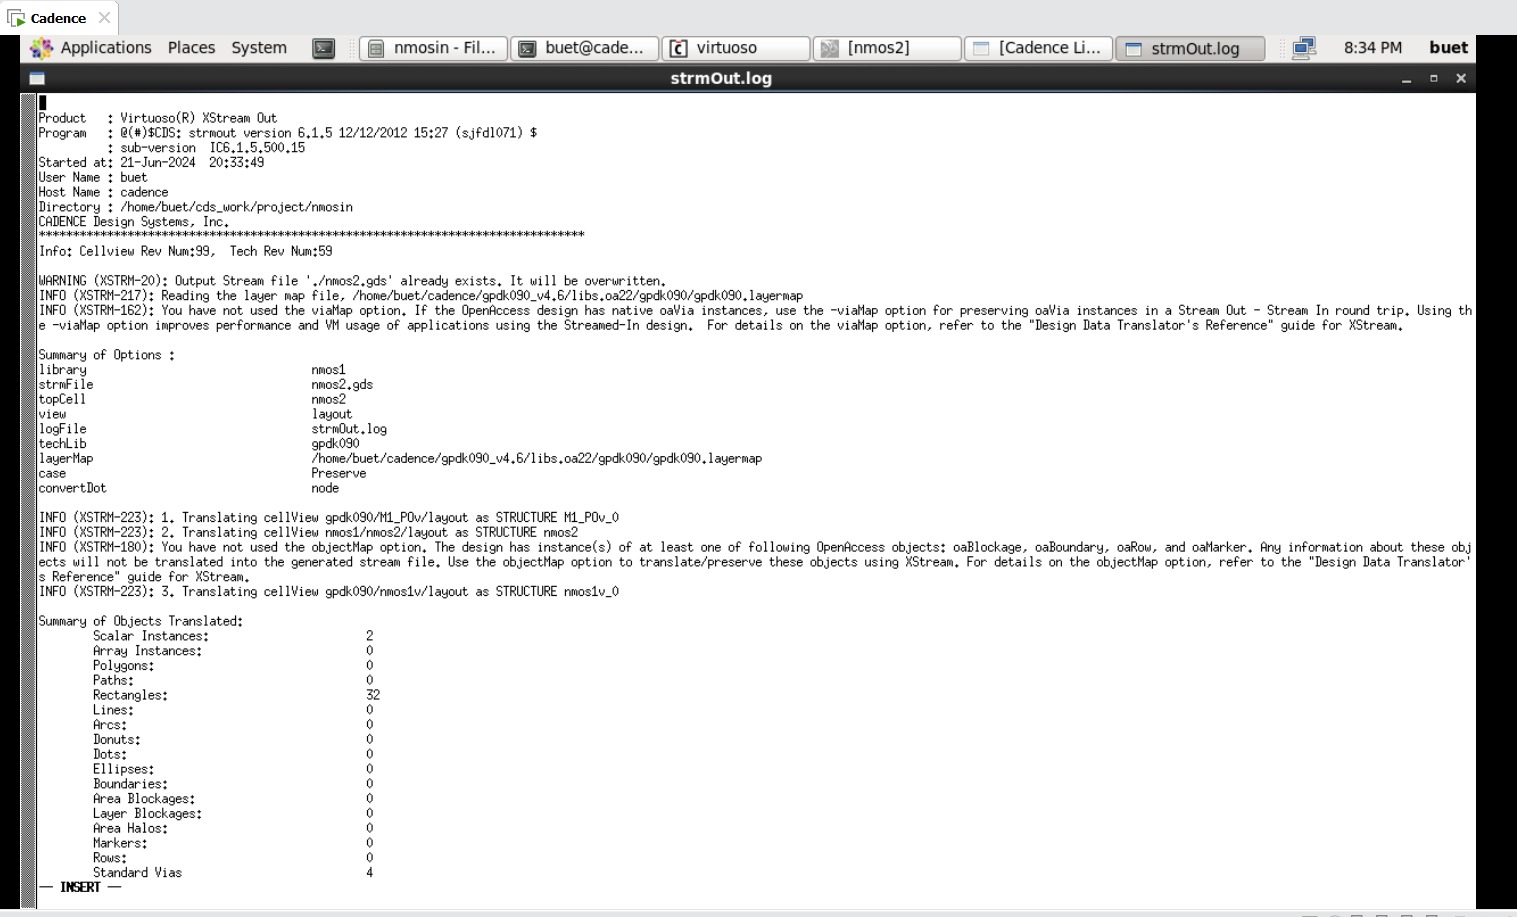 Cadence
Applications Places System nmosin - Fil... buet@cade... virtuoso [nmos2] [Cadence Li... strmOut.log 8:34 PM buet
strmOut.log
Product : Virtuoso(R) XStream Out
Program : @(#)$CDS: strmout version 6.1.5 12/12/2012 15:27 (sjfdl071) $
: sub-version IC6.1.5.500.15
Started at: 21-Jun-2024 20:33:49
User Name : buet
Host Name : cadence
Directory : /home/buet/cds_work/project/nmosin
CADENCE Design Systems, Inc.
********************************************************************************
Info: Cellview Rev Num:99, Tech Rev Num:59
WARNING (XSTRM-20): Output Stream file './nmos2.gds' already exists. It will be overwritten.
INFO (XSTRM-217): Reading the layer map file, /home/buet/cadence/gpdk090_v4.6/libs.oa22/gpdk090/gpdk090.layermap
INFO (XSTRM-162): You have not used the viaMap option. If the OpenAccess design has native oaVia instances, use the -viaMap option for preserving oaVia instances in a Stream Out - Stream In round trip. Using th
e -viaMap option improves performance and VM usage of applications using the Streamed-In design. For details on the viaMap option, refer to the "Design Data Translator's Reference" guide for XStream.
Summary of Options :
library nmos1
strmFile nmos2.gds
topCell nmos2
view layout
logFile strmOut.log
techLib gpdk090
layerMap /home/buet/cadence/gpdk090_v4.6/libs.oa22/gpdk090/gpdk090.layermap
case Preserve
convertDot node
INFO (XSTRM-223): 1. Translating cellView gpdk090/M1_POv/layout as STRUCTURE M1_POv_0
INFO (XSTRM-223): 2. Translating cellView nmos1/nmos2/layout as STRUCTURE nmos2
INFO (XSTRM-180): You have not used the objectMap option. The design has instance(s) of at least one of following OpenAccess objects: oaBlockage, oaBoundary, oaRow, and oaMarker. Any information about these obj
ects will not be translated into the generated stream file. Use the objectMap option to translate/preserve these objects using XStream. For details on the objectMap option, refer to the "Design Data Translator'
s Reference" guide for XStream.
INFO (XSTRM-223): 3. Translating cellView gpdk090/nmos1v/layout as STRUCTURE nmos1v_0
Summary of Objects Translated:
Scalar Instances: 2
Array Instances: 0
Polygons: 0
Paths: 0
Rectangles: 32
Lines: 0
Arcs: 0
Donuts: 0
Dots: 0
Ellipses: 0
Boundaries: 0
Area Blockages: 0
Layer Blockages: 0
Area Halos: 0
Markers: 0
Rows: 0
Standard Vias 4
-- INSERT --